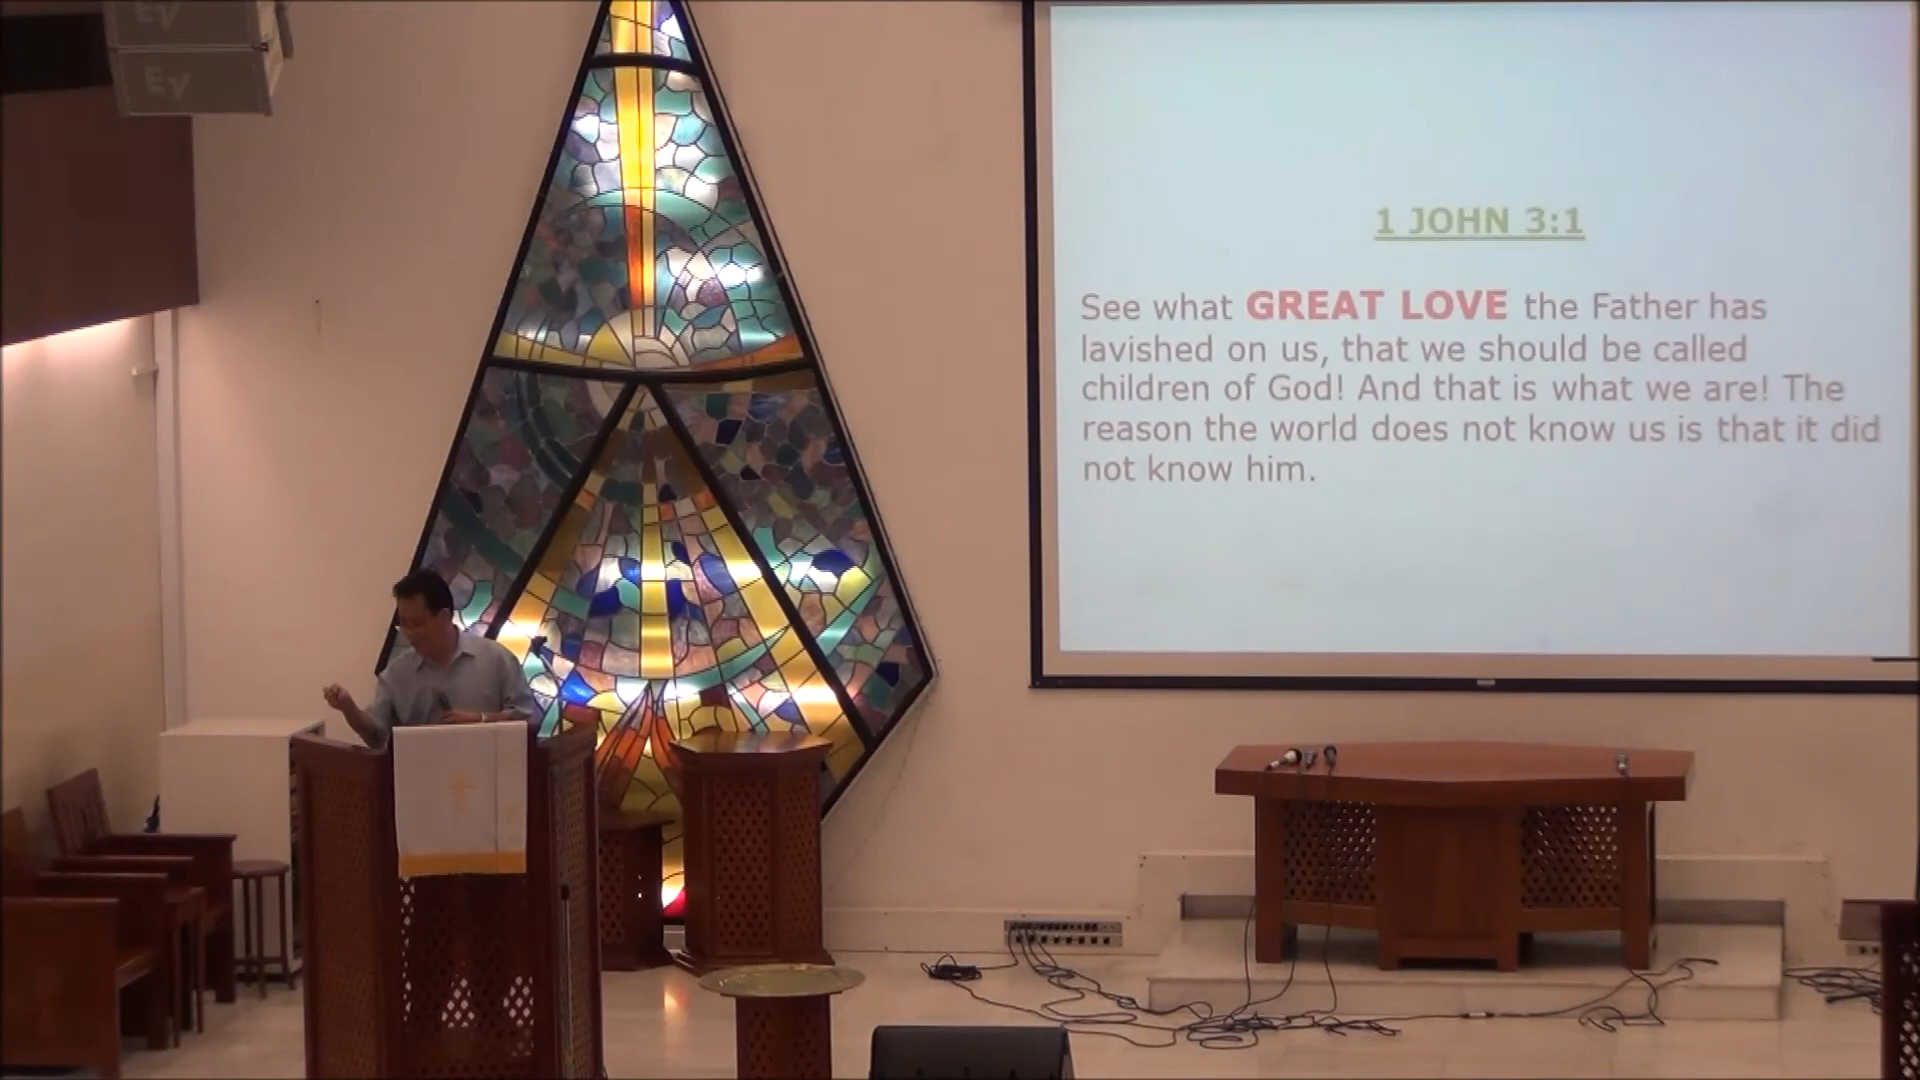 EV
EV
1 JOHN 3:1
See what GREAT LOVE the Father has
lavished on us, that we should be called
children of God! And that is what we are! The
reason the world does not know us is that it did
not know him.